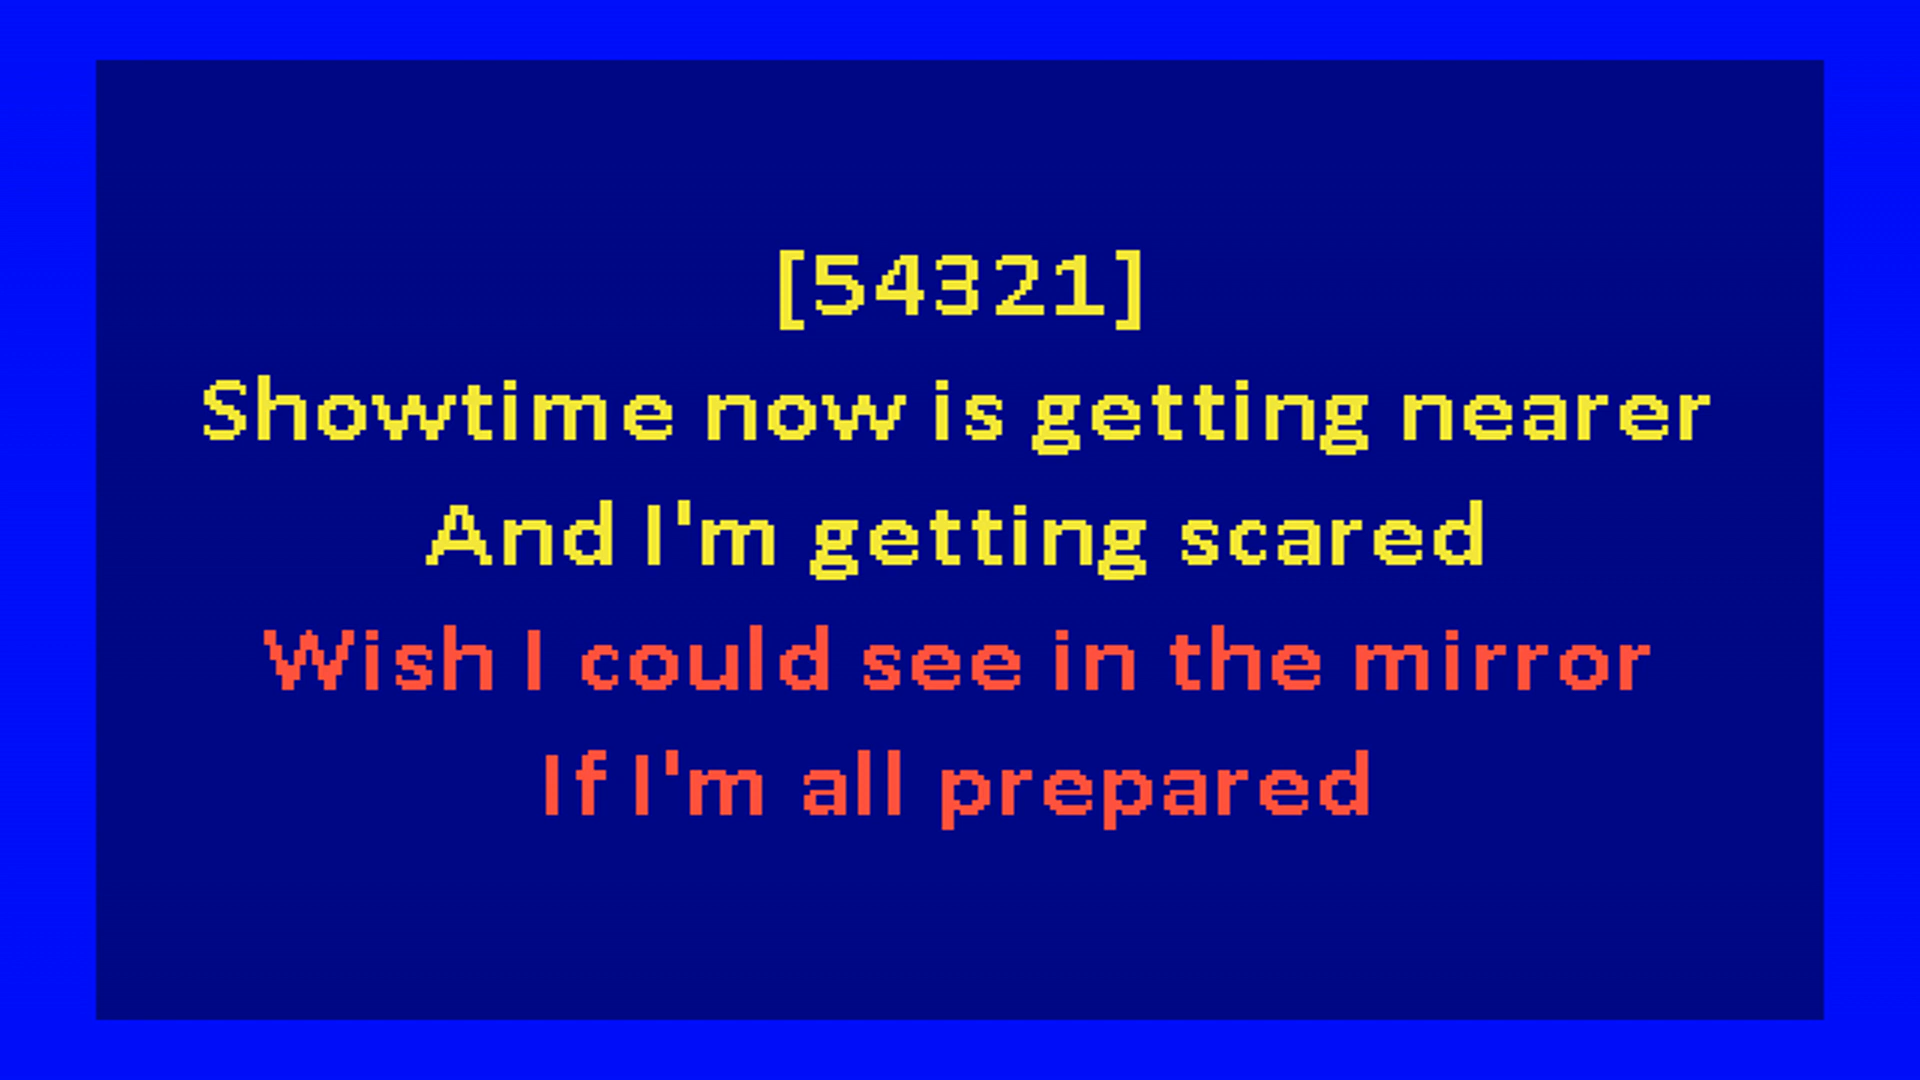 [54321]
Showtime now is getting nearer
And I'm getting scared
Wish I could see in the mirror
If I'm all prepared